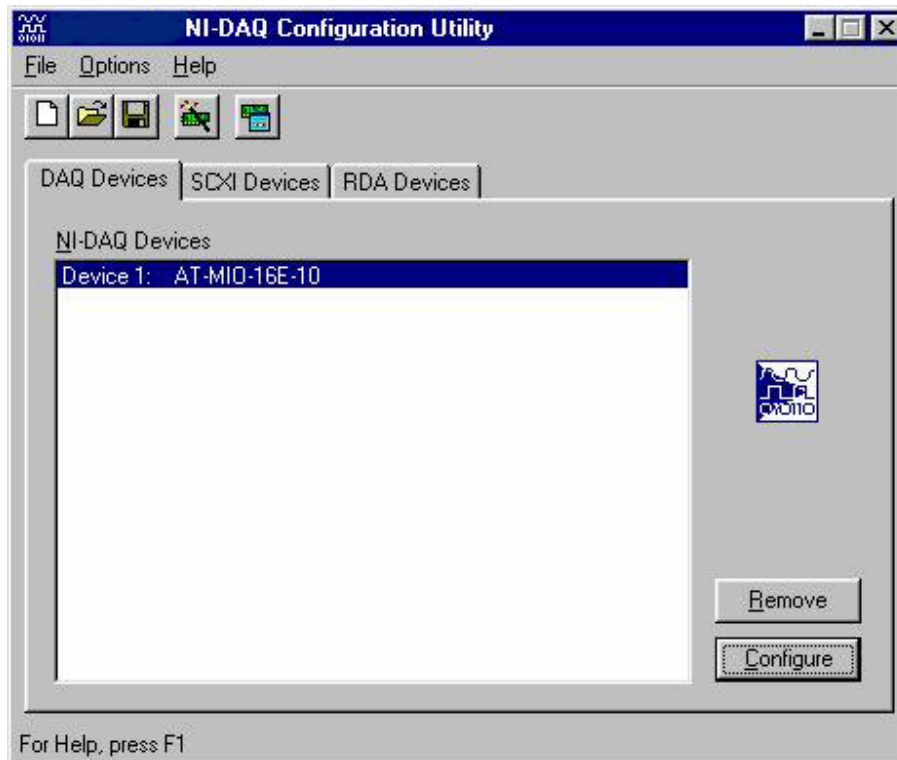 NI-DAQ Configuration Utility
File Options Help
DAQ Devices SCXI Devices RDA Devices
NI-DAQ Devices
Device 1: AT-MIO-16E-10
Remove
Configure
For Help, press F1